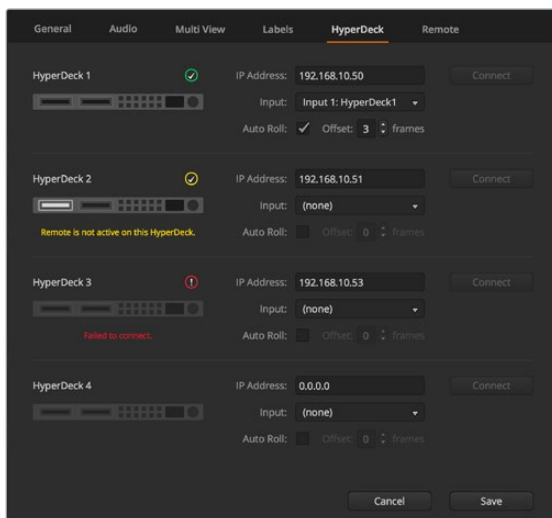 General Audio Multi View Labels HyperDeck Remote
HyperDeck 1 IP Address: 192.168.10.50 Connect
Input: Input 1: HyperDeck1
Auto Roll: Offset: 3 frames
HyperDeck 2 IP Address: 192.168.10.51 Connect
Input: (none)
Remote is not active on this HyperDeck.
Auto Roll: Offset: 0 frames
HyperDeck 3 IP Address: 192.168.10.53 Connect
Input: (none)
Failed to connect.
Auto Roll: Offset: 0 frames
HyperDeck 4 IP Address: 0.0.0.0 Connect
Input: (none)
Auto Roll: Offset: 0 frames
Cancel Save